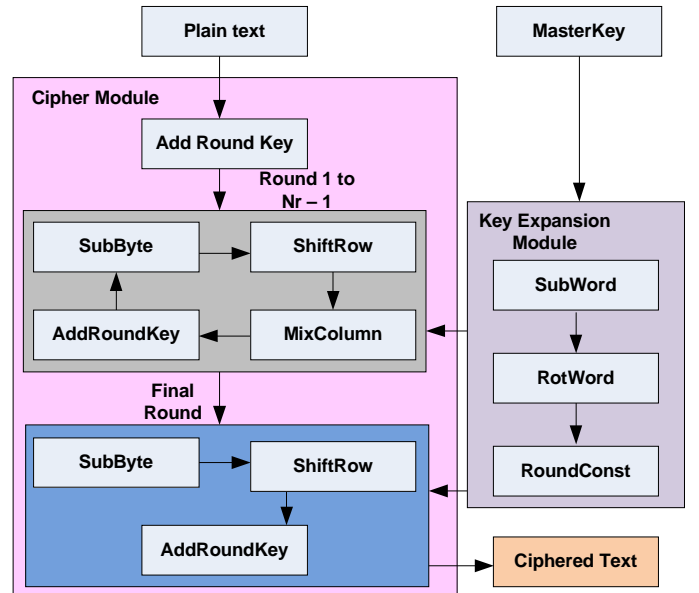 Plain text
MasterKey
Cipher Module
Add Round Key
Round 1 to
Nr – 1
SubByte
ShiftRow
AddRoundKey
MixColumn
Key Expansion
Module
SubWord
RotWord
RoundConst
Final
Round
SubByte
ShiftRow
AddRoundKey
Ciphered Text